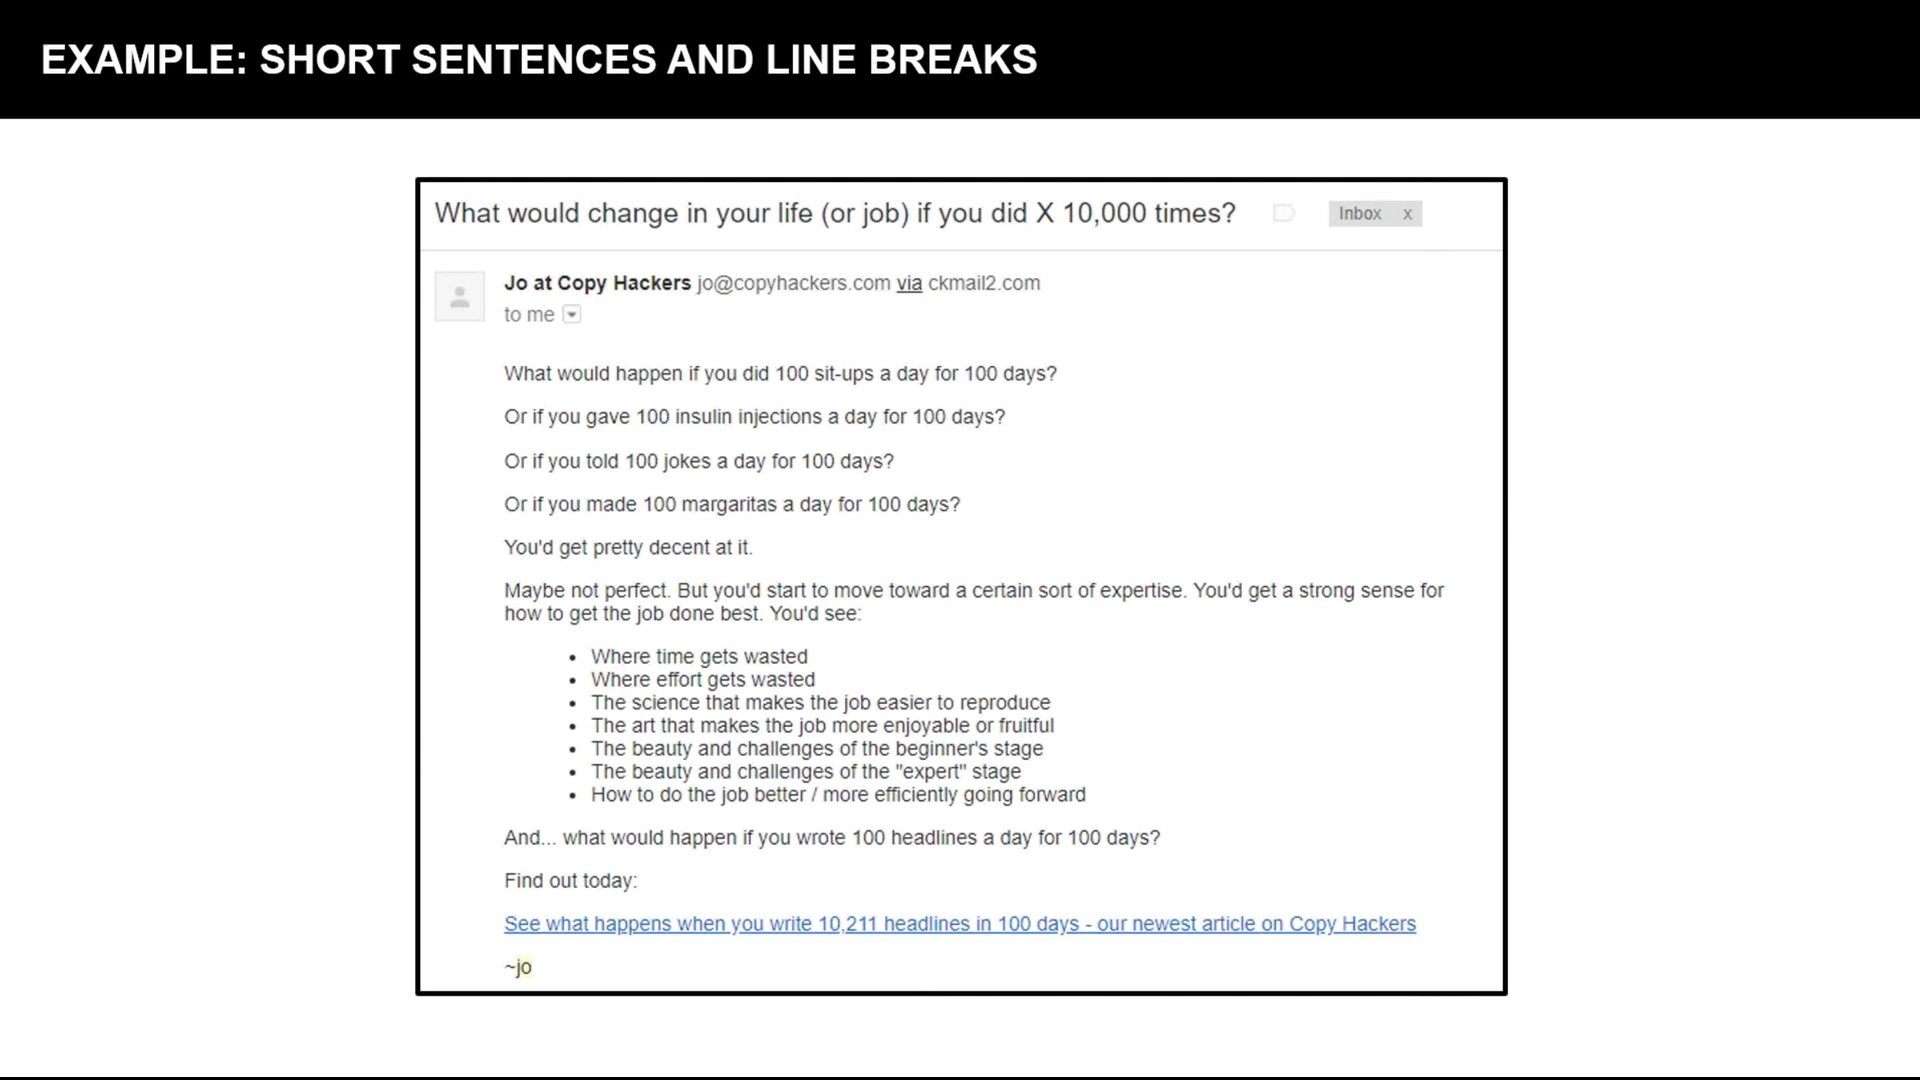 EXAMPLE: SHORT SENTENCES AND LINE BREAKS
What would change in your life (or job) if you did X 10,000 times?
Inbox x
Jo at Copy Hackers jo@copyhackers.com via ckmail2.com
to me
What would happen if you did 100 sit-ups a day for 100 days?
Or if you gave 100 insulin injections a day for 100 days?
Or if you told 100 jokes a day for 100 days?
Or if you made 100 margaritas a day for 100 days?
You'd get pretty decent at it.
Maybe not perfect. But you'd start to move toward a certain sort of expertise. You'd get a strong sense for
how to get the job done best. You'd see:
• Where time gets wasted
• Where effort gets wasted
• The science that makes the job easier to reproduce
• The art that makes the job more enjoyable or fruitful
• The beauty and challenges of the beginner's stage
• The beauty and challenges of the "expert" stage
• How to do the job better / more efficiently going forward
And... what would happen if you wrote 100 headlines a day for 100 days?
Find out today:
See what happens when you write 10,211 headlines in 100 days - our newest article on Copy Hackers
~jo